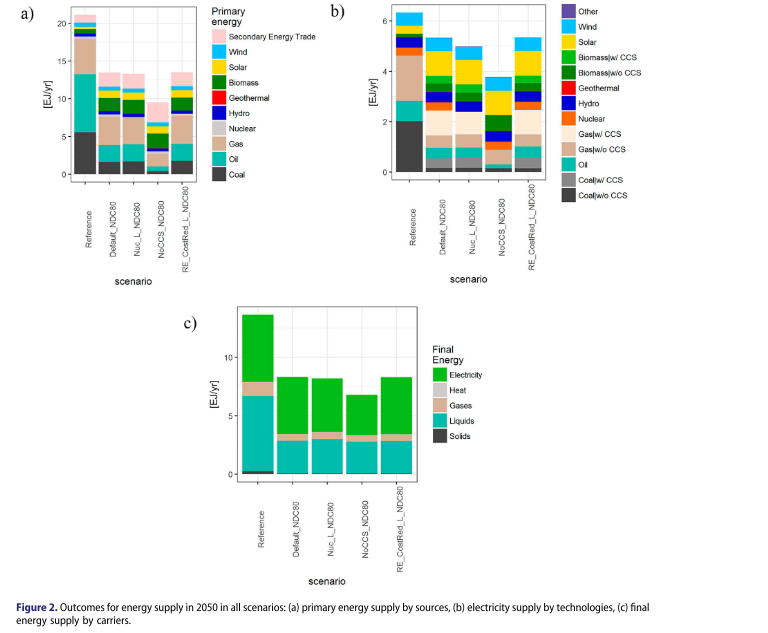 a)
20
15
10
5
0
[EJ/yr]
Reference
Default_NDC80
Nuc_L_NDC80
NoCCS_NDC80
RE_CostRed_L_NDC80
scenario
Primary
energy
Secondary Energy Trade
Wind
Solar
Biomass
Geothermal
Hydro
Nuclear
Gas
Oil
Coal
b)
6
4
2
0
[EJ/yr]
Reference
Default_NDC80
Nuc_L_NDC80
NoCCS_NDC80
RE_CostRed_L_NDC80
scenario
Other
Wind
Solar
Biomass|w/ CCS
Biomass|w/o CCS
Geothermal
Hydro
Nuclear
Gas|w/ CCS
Gas|w/o CCS
Oil
Coal|w/ CCS
Coal|w/o CCS
c)
10
5
0
[EJ/yr]
Reference
Default_NDC80
Nuc_L_NDC80
NoCCS_NDC80
RE_CostRed_L_NDC80
scenario
Final
Energy
Electricity
Heat
Gases
Liquids
Solids
Figure 2. Outcomes for energy supply in 2050 in all scenarios: (a) primary energy supply by sources, (b) electricity supply by technologies, (c) final
energy supply by carriers.